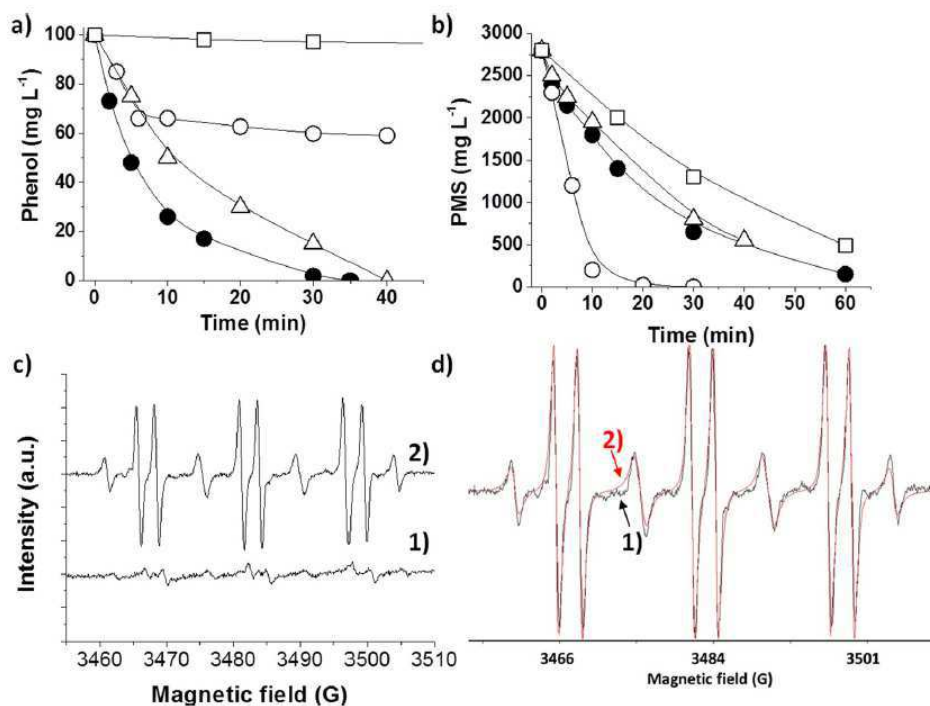 a)
100
80
60
40
20
0
Phenol (mg L⁻¹)
0 10 20 30 40
Time (min)
b)
3000
2500
2000
1500
1000
500
0
PMS (mg L⁻¹)
0 10 20 30 40 50 60
Time (min)
c)
Intensity (a.u.)
2)
1)
3460 3470 3480 3490 3500 3510
Magnetic field (G)
d)
2)
1)
3466 3484 3501
Magnetic field (G)